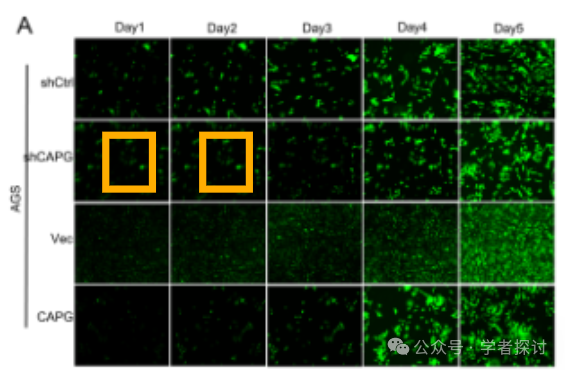 A
Day1 Day2 Day3 Day4 Day5
shCtrl
shCAPG
AGS
Vec
CAPG
公众号 · 学者探讨